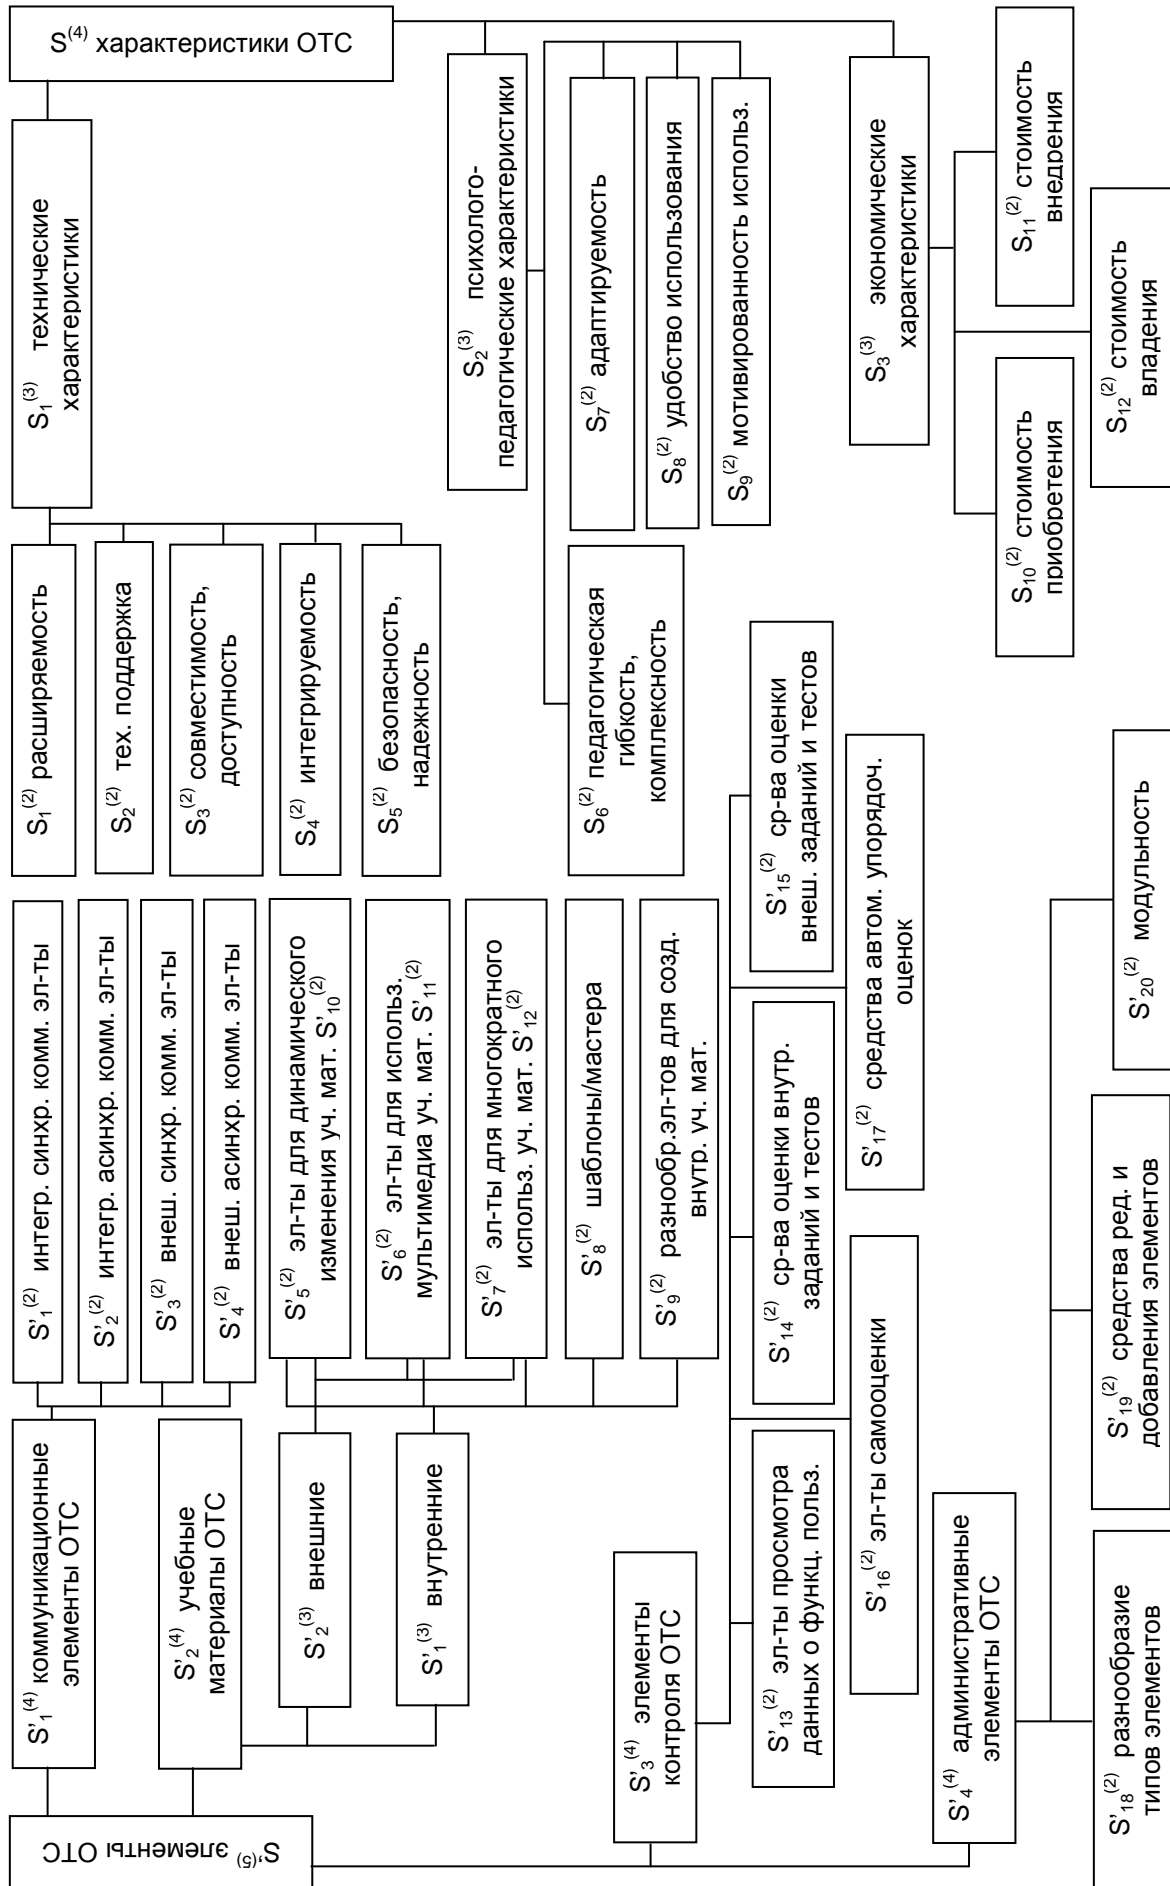 S'⁽⁵⁾ элементы ОТС
S'₁⁽⁴⁾ коммуникационные
элементы ОТС
S'₂⁽⁴⁾ учебные
материалы ОТС
S'₂⁽³⁾ внешние
S'₁⁽³⁾ внутренние
S'₃⁽⁴⁾ элементы
контроля ОТС
S'₄⁽⁴⁾ административные
элементы ОТС
S'₁⁽²⁾ интегр. синхр. комм. эл-ты
S'₂⁽²⁾ интегр. асинхр. комм. эл-ты
S'₃⁽²⁾ внеш. синхр. комм. эл-ты
S'₄⁽²⁾ внеш. асинхр. комм. эл-ты
S'₅⁽²⁾ эл-ты для динамического
изменения уч. мат. S'₁₀⁽²⁾
S'₆⁽²⁾ эл-ты для использ.
мультимедиа уч. мат. S'₁₁⁽²⁾
S'₇⁽²⁾ эл-ты для многократного
использ. уч. мат. S'₁₂⁽²⁾
S'₈⁽²⁾ шаблоны/мастера
S'₉⁽²⁾ разнообр.эл-тов для созд.
внутр. уч. мат.
S'₁₃⁽²⁾ эл-ты просмотра
данных о функц. польз.
S'₁₄⁽²⁾ ср-ва оценки внутр.
заданий и тестов
S'₁₅⁽²⁾ ср-ва оценки
внеш. заданий и тестов
S'₁₆⁽²⁾ эл-ты самооценки
S'₁₇⁽²⁾ средства автом. упорядоч.
оценок
S'₁₈⁽²⁾ разнообразие
типов элементов
S'₁₉⁽²⁾ средства ред. и
добавления элементов
S'₂₀⁽²⁾ модульность
S⁽⁴⁾ характеристики ОТС
S₁⁽³⁾ технические
характеристики
S₁⁽²⁾ расширяемость
S₂⁽²⁾ тех. поддержка
S₃⁽²⁾ совместимость,
доступность
S₄⁽²⁾ интегрируемость
S₅⁽²⁾ безопасность,
надежность
S₂⁽³⁾ психолого-
педагогические характеристики
S₆⁽²⁾ педагогическая
гибкость,
комплексность
S₇⁽²⁾ адаптируемость
S₈⁽²⁾ удобство использования
S₉⁽²⁾ мотивированность использ.
S₃⁽³⁾ экономические
характеристики
S₁₀⁽²⁾ стоимость
приобретения
S₁₁⁽²⁾ стоимость
внедрения
S₁₂⁽²⁾ стоимость
владения